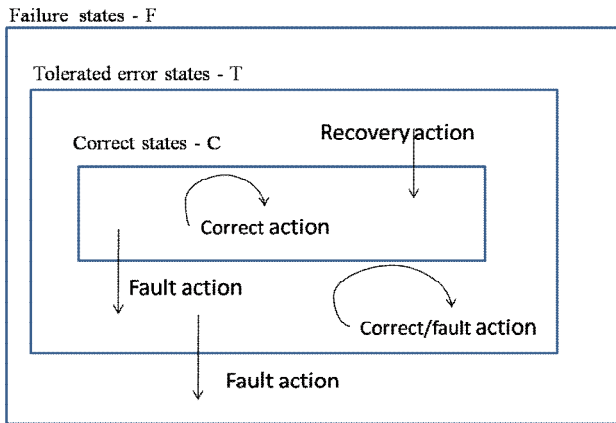 Failure states - F
Tolerated error states - T
Recovery action
Correct states - C
Correct action
Fault action
Correct/fault action
Fault action